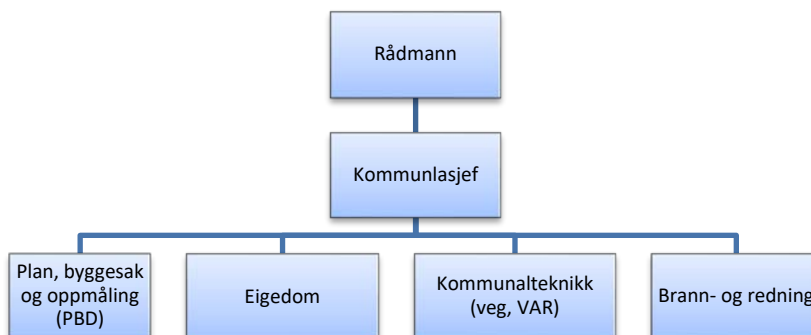 Rådmann
Kommunlasjef
Plan, byggesak
og oppmåling
(PBD)
Eigedom
Kommunalteknikk
(veg, VAR)
Brann- og redning